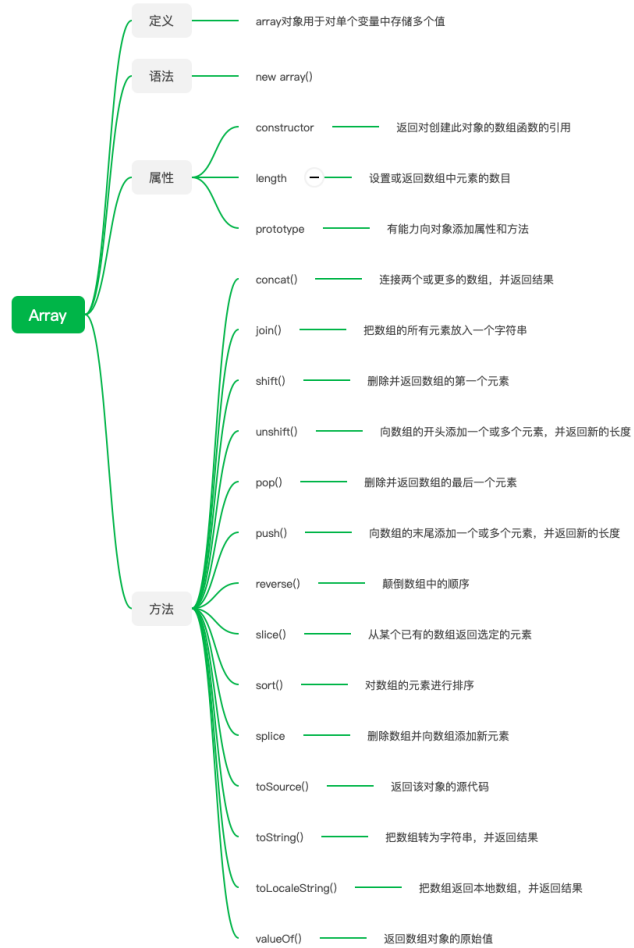 定义
array对象用于对单个变量中存储多个值
语法
new array()
constructor 返回对创建此对象的数组函数的引用
属性
length 设置或返回数组中元素的数目
prototype 有能力向对象添加属性和方法
Array
concat() 连接两个或更多的数组，并返回结果
join() 把数组的所有元素放入一个字符串
shift() 删除并返回数组的第一个元素
unshift() 向数组的开头添加一个或多个元素，并返回新的长度
pop() 删除并返回数组的最后一个元素
push() 向数组的末尾添加一个或多个元素，并返回新的长度
reverse() 颠倒数组中的顺序
方法
slice() 从某个已有的数组返回选定的元素
sort() 对数组的元素进行排序
splice 删除数组并向数组添加新元素
toSource() 返回该对象的源代码
toString() 把数组转为字符串，并返回结果
toLocaleString() 把数组返回本地数组，并返回结果
valueOf() 返回数组对象的原始值